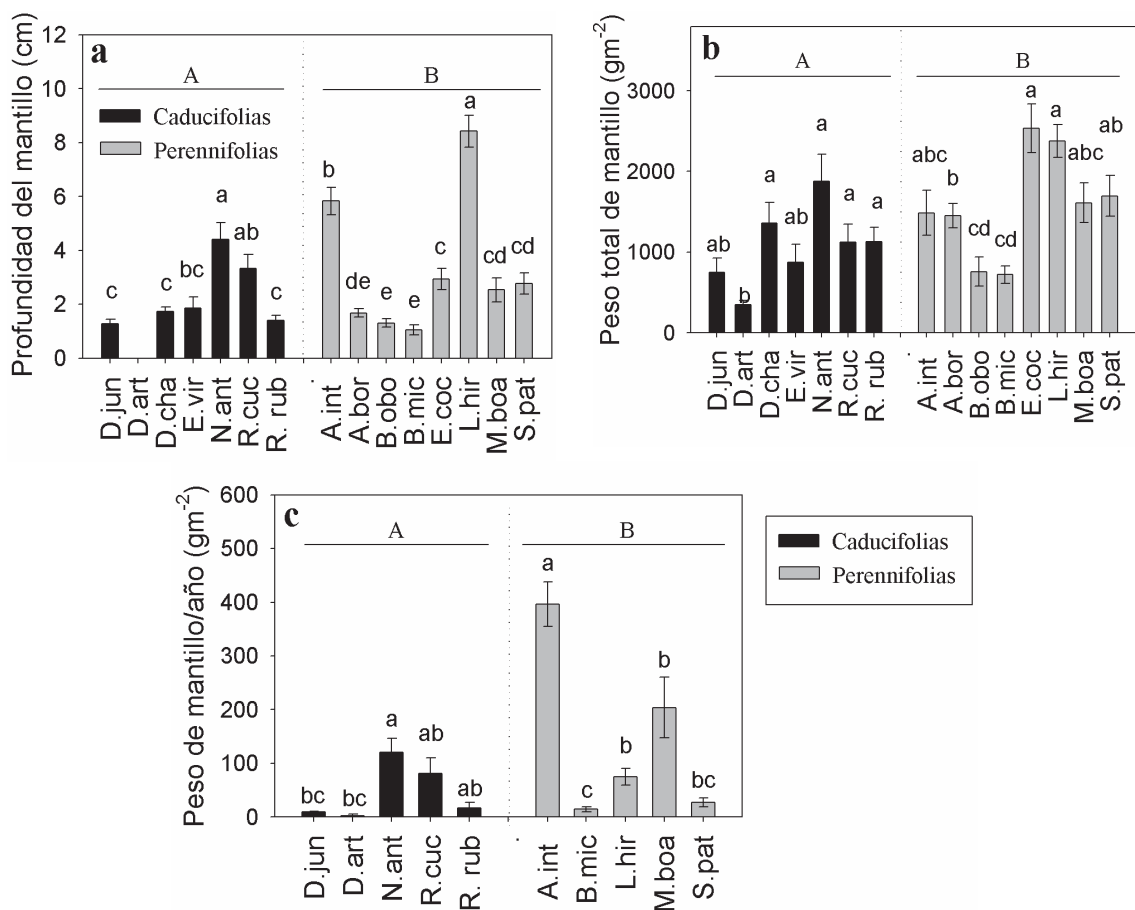 a
Profundidad del mantillo (cm)
12
10
8
6
4
2
0
A
B
Caducifolias
Perennifolias
c
c
bc
a
ab
c
b
de
e
e
c
a
cd
cd
D.jun
D.art
D.cha
E.vir
N.ant
R.cuc
R. rub
A.int
A.bor
B.obo
B.mic
E.coc
L.hir
M.boa
S.pat
b
Peso total de mantillo (gm-2)
3000
2000
1000
0
A
B
ab
b
a
ab
a
a
a
abc
b
cd
cd
a
a
abc
ab
D.jun
D.art
D.cha
E.vir
N.ant
R.cuc
R. rub
A.int
A.bor
B.obo
B.mic
E.coc
L.hir
M.boa
S.pat
c
Peso de mantillo/año (gm-2)
600
500
400
300
200
100
0
A
B
bc
bc
a
ab
ab
a
c
b
b
bc
D.jun
D.art
N.ant
R.cuc
R. rub
A.int
B.mic
L.hir
M.boa
S.pat
Caducifolias
Perennifolias